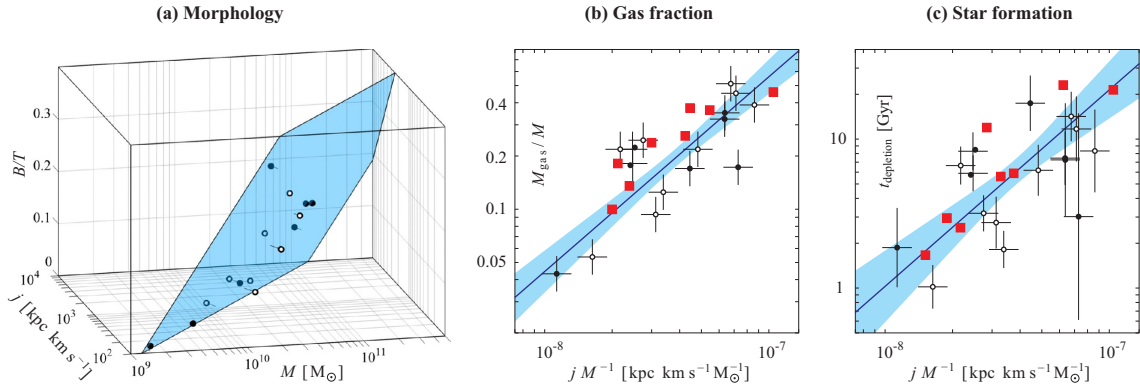 (a) Morphology
(b) Gas fraction
(c) Star formation
B/T
0.3
0.2
0.1
0
10⁴
10³
10²
j [kpc km s⁻¹]
10⁹
10¹⁰
10¹¹
M [M⊙]
M gas / M
0.4
0.2
0.1
0.05
10⁻⁸
10⁻⁷
j M⁻¹ [kpc km s⁻¹ M⊙⁻¹]
t depletion [Gyr]
10
1
10⁻⁸
10⁻⁷
j M⁻¹ [kpc km s⁻¹ M⊙⁻¹]